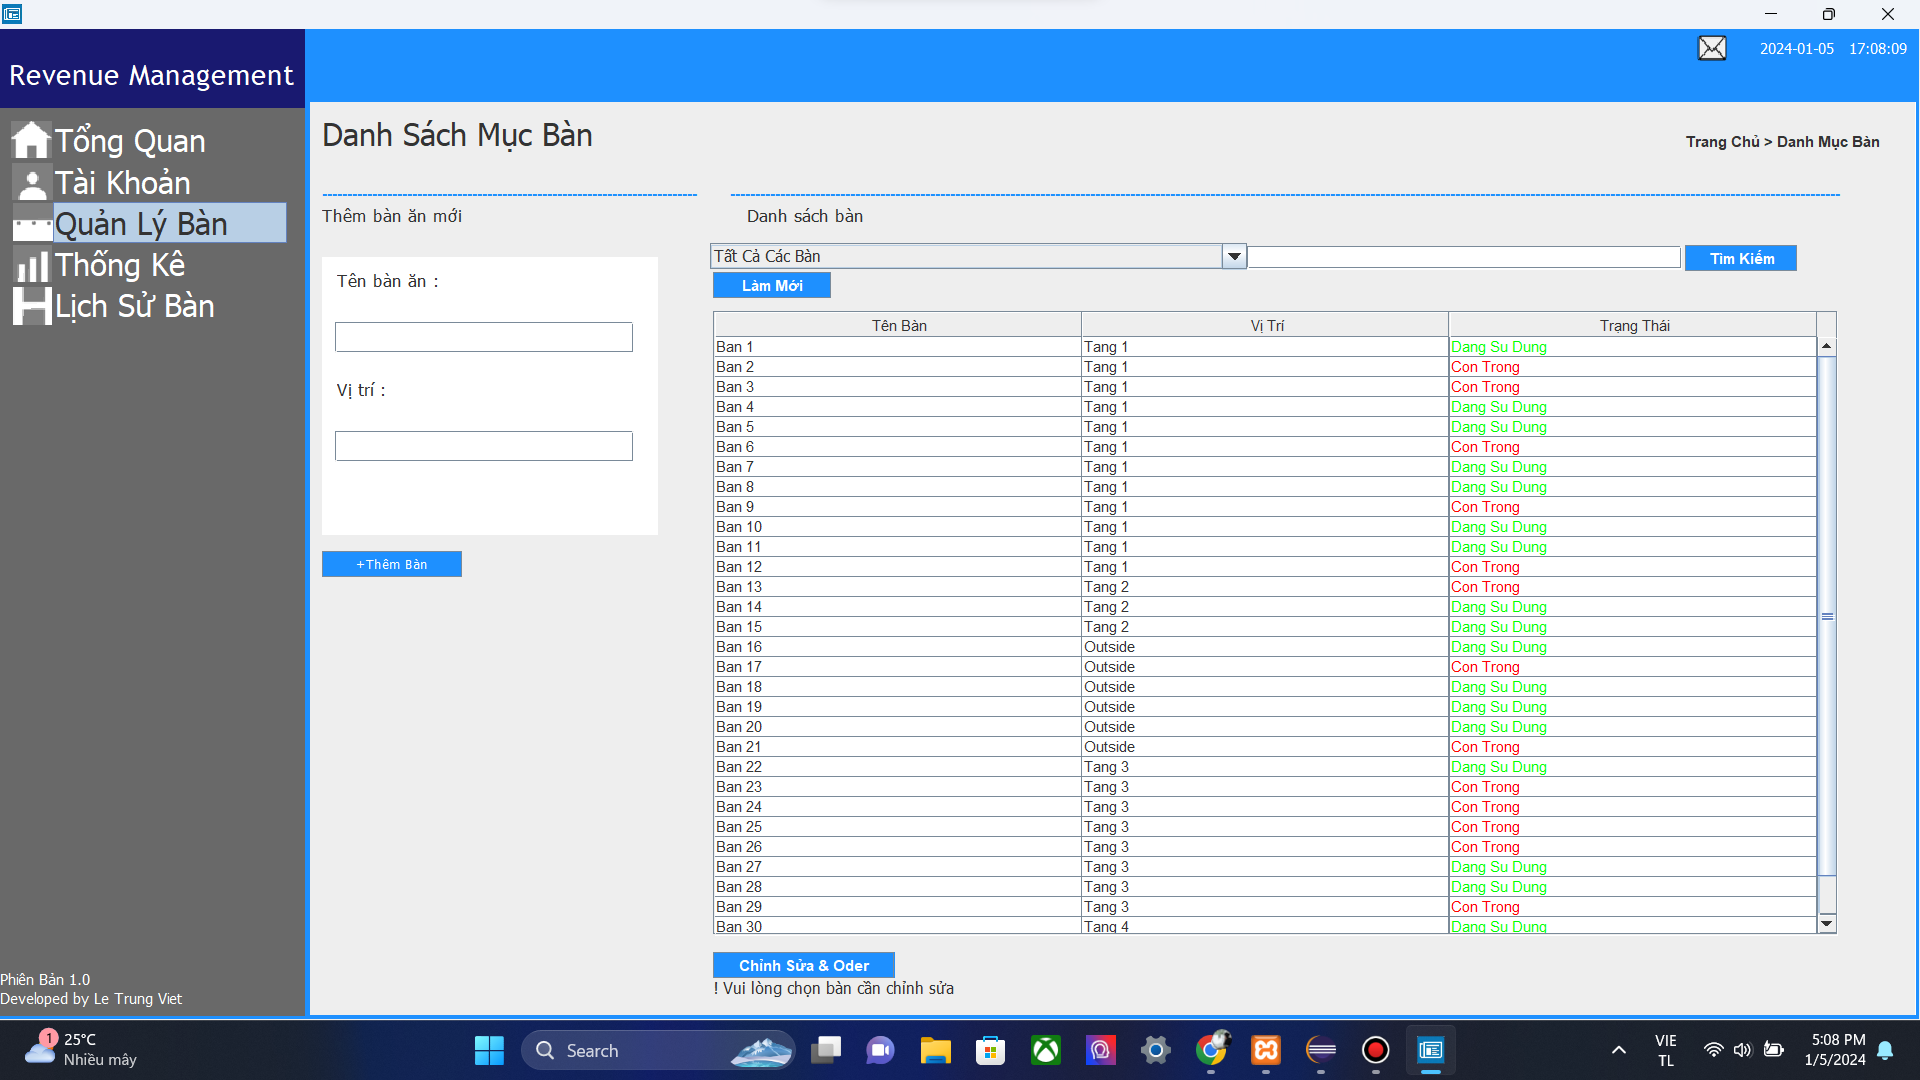 Revenue Management
2024-01-05 17:08:09
Tổng Quan
Tài Khoản
Quản Lý Bàn
Thống Kê
Lịch Sử Bàn
Phiên Bản 1.0
Developed by Le Trung Viet
Danh Sách Mục Bàn
Trang Chủ > Danh Mục Bàn
Thêm bàn ăn mới
Tên bàn ăn :
Vị trí :
+Thêm Bàn
Danh sách bàn
Tất Cả Các Bàn
Tìm Kiếm
Làm Mới
Tên Bàn Vị Trí Trạng Thái
Ban 1 Tang 1 Dang Su Dung
Ban 2 Tang 1 Con Trong
Ban 3 Tang 1 Con Trong
Ban 4 Tang 1 Dang Su Dung
Ban 5 Tang 1 Dang Su Dung
Ban 6 Tang 1 Con Trong
Ban 7 Tang 1 Dang Su Dung
Ban 8 Tang 1 Dang Su Dung
Ban 9 Tang 1 Con Trong
Ban 10 Tang 1 Dang Su Dung
Ban 11 Tang 1 Dang Su Dung
Ban 12 Tang 1 Con Trong
Ban 13 Tang 2 Con Trong
Ban 14 Tang 2 Dang Su Dung
Ban 15 Tang 2 Dang Su Dung
Ban 16 Outside Dang Su Dung
Ban 17 Outside Con Trong
Ban 18 Outside Dang Su Dung
Ban 19 Outside Dang Su Dung
Ban 20 Outside Dang Su Dung
Ban 21 Outside Con Trong
Ban 22 Tang 3 Dang Su Dung
Ban 23 Tang 3 Con Trong
Ban 24 Tang 3 Con Trong
Ban 25 Tang 3 Con Trong
Ban 26 Tang 3 Con Trong
Ban 27 Tang 3 Dang Su Dung
Ban 28 Tang 3 Dang Su Dung
Ban 29 Tang 3 Con Trong
Ban 30 Tang 4 Dang Su Dung
Chỉnh Sửa & Oder
! Vui lòng chọn bàn cần chỉnh sửa
1
25°C
Nhiều mây
Search
VIE
TL
5:08 PM
1/5/2024